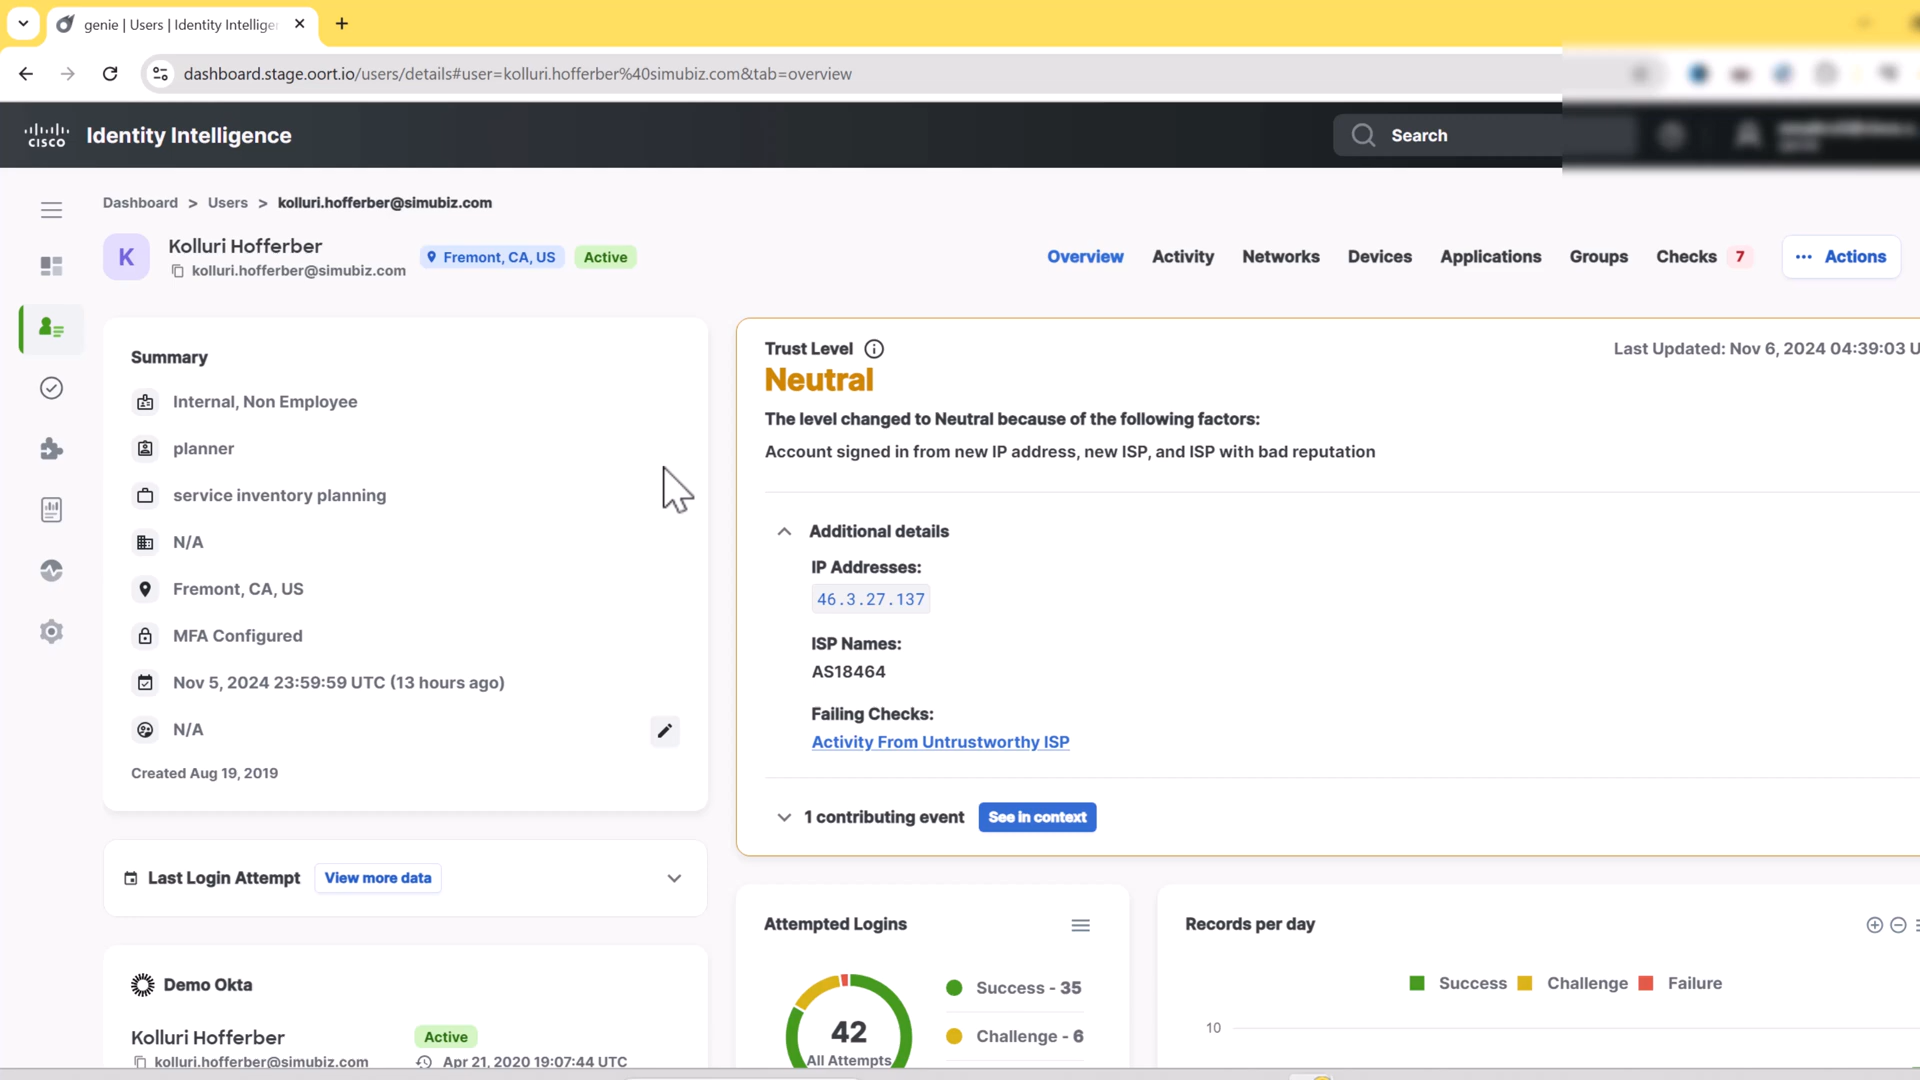 genie | Users | Identity Intellige
dashboard.stage.oort.io/users/details#user=kolluri.hofferber%40simubiz.com&tab=overview
CISCO
Identity Intelligence
Search
Dashboard > Users > kolluri.hofferber@simubiz.com
K
Kolluri Hofferber
kolluri.hofferber@simubiz.com
Fremont, CA, US
Active
Overview Activity Networks Devices Applications Groups Checks 7
··· Actions
Summary
Internal, Non Employee
planner
service inventory planning
N/A
Fremont, CA, US
MFA Configured
Nov 5, 2024 23:59:59 UTC (13 hours ago)
N/A
Created Aug 19, 2019
Trust Level
Last Updated: Nov 6, 2024 04:39:03 U
Neutral
The level changed to Neutral because of the following factors:
Account signed in from new IP address, new ISP, and ISP with bad reputation
Additional details
IP Addresses:
46.3.27.137
ISP Names:
AS18464
Failing Checks:
Activity From Untrustworthy ISP
1 contributing event
See in context
Last Login Attempt
View more data
Demo Okta
Kolluri Hofferber
Active
kolluri.hofferber@simubiz.com
Apr 21, 2020 19:07:44 UTC
Attempted Logins
42
All Attempts
Success - 35
Challenge - 6
Records per day
Success Challenge Failure
10